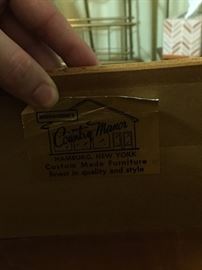 Country Manor
HAMBURG, NEW YORK
Custom Made Furniture
finest in quality and style